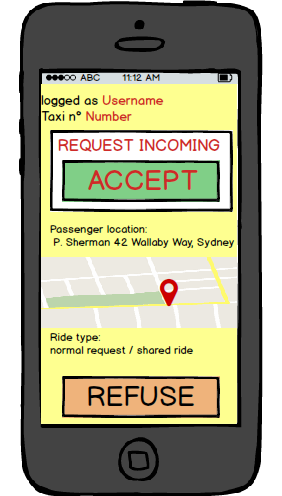 ABC 11:12 AM
logged as Username
Taxi n° Number
REQUEST INCOMING
ACCEPT
Passenger location:
P. Sherman 42 Wallaby Way, Sydney
Ride type:
normal request / shared ride
REFUSE